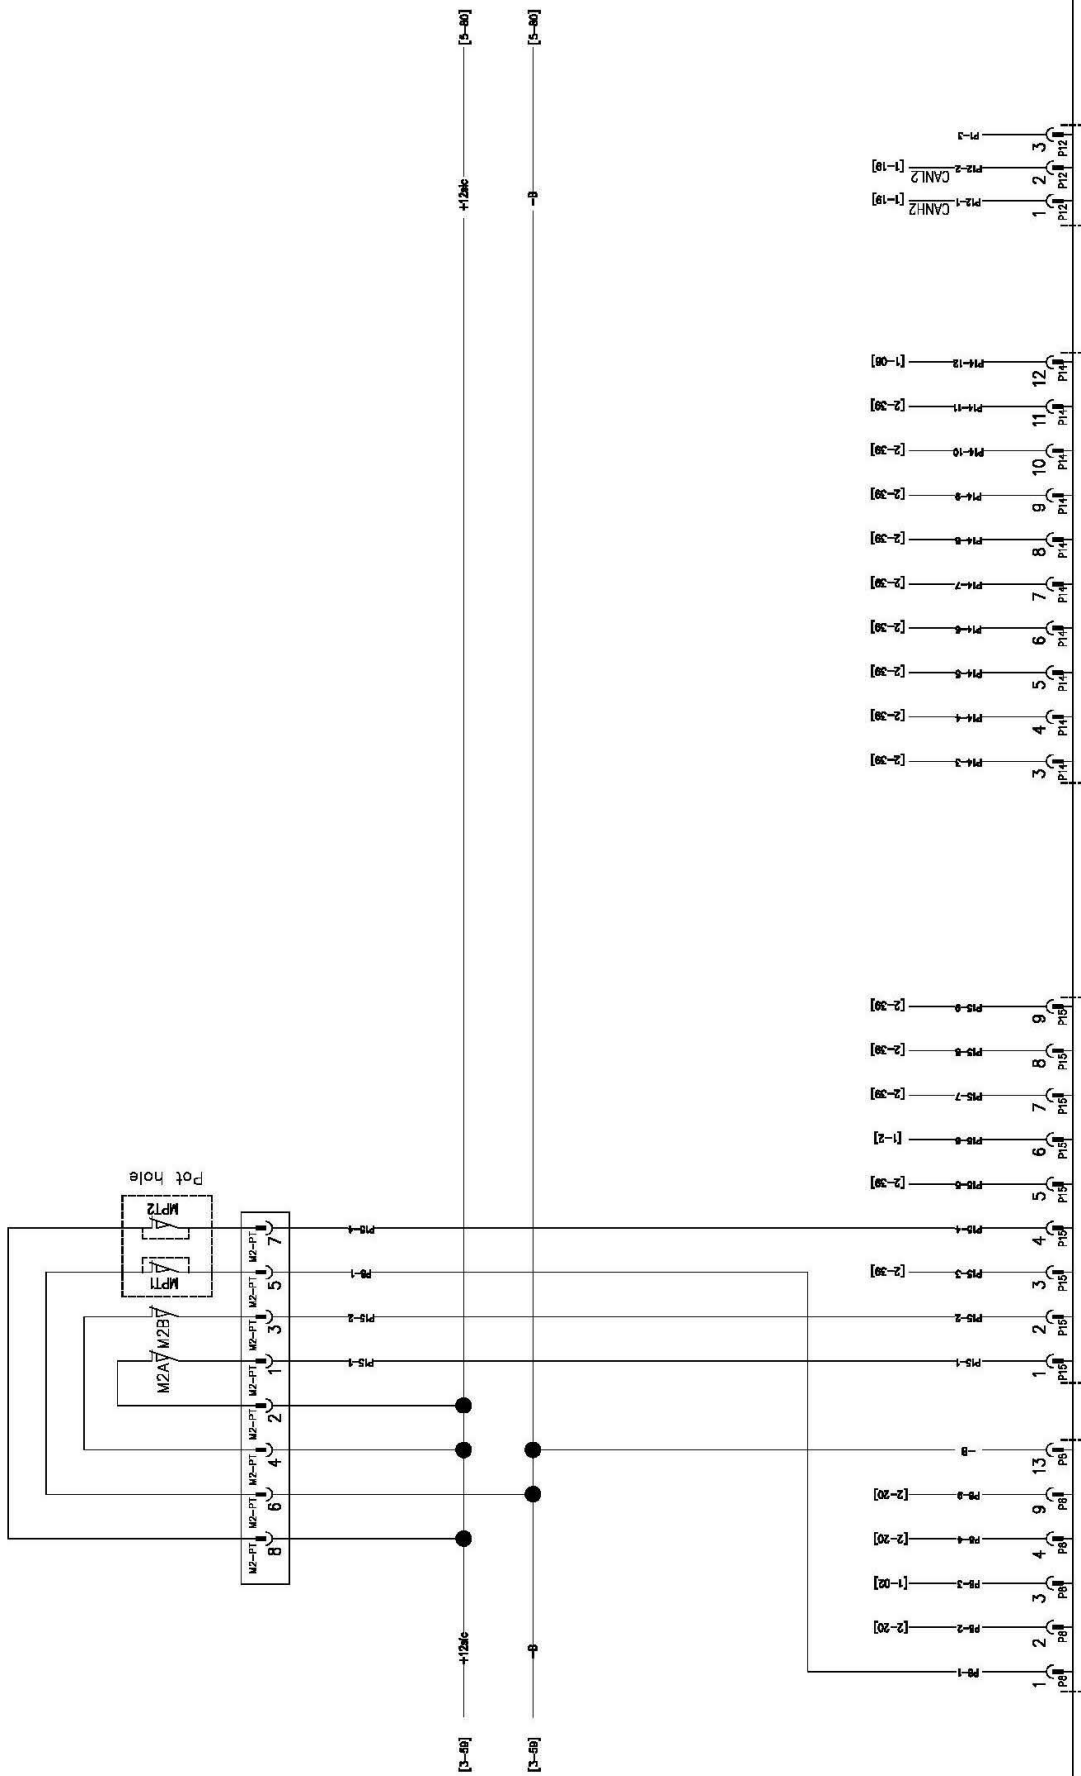 [5-80]
[5-80]
+12slc
-B
P1-3
3
P12
[1-19]
CANL2
P12-2
2
P12
[1-19]
CANH2
P12-1
1
P12
[1-08]
P14-12
12
P14
[2-39]
P14-11
11
P14
[2-39]
P14-10
10
P14
[2-39]
P14-9
9
P14
[2-39]
P14-8
8
P14
[2-39]
P14-7
7
P14
[2-39]
P14-6
6
P14
[2-39]
P14-5
5
P14
[2-39]
P14-4
4
P14
[2-39]
P14-3
3
P14
[2-39]
P15-9
9
P15
[2-39]
P15-8
8
P15
[2-39]
P15-7
7
P15
[1-2]
P15-6
6
P15
[2-39]
P15-5
5
P15
Pot hole
MPT2
M2-PT
7
P15-4
P15-4
4
P15
MPT1
M2-PT
5
P8-1
[2-39]
P15-3
3
P15
M2B
M2-PT
3
P15-2
P15-2
2
P15
M2A
M2-PT
1
P15-1
P15-1
1
P15
M2-PT
2
M2-PT
4
-B
13
P6
M2-PT
6
[2-20]
P8-9
9
P8
M2-PT
8
[2-20]
P8-4
4
P8
[1-02]
P8-3
3
P8
[2-20]
P8-2
2
P8
+12slc
-B
P8-1
1
P8
[3-59]
[3-59]